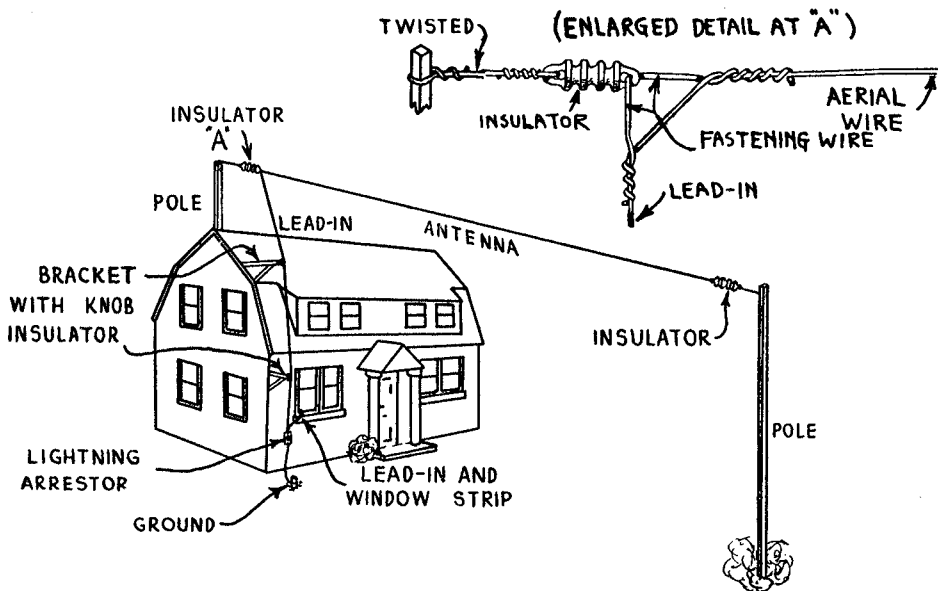 TWISTED
(ENLARGED DETAIL AT "A")
INSULATOR
AERIAL
WIRE
FASTENING WIRE
LEAD-IN
INSULATOR
"A"
POLE
LEAD-IN
ANTENNA
BRACKET
WITH KNOB
INSULATOR
INSULATOR
POLE
LIGHTNING
ARRESTOR
LEAD-IN AND
WINDOW STRIP
GROUND